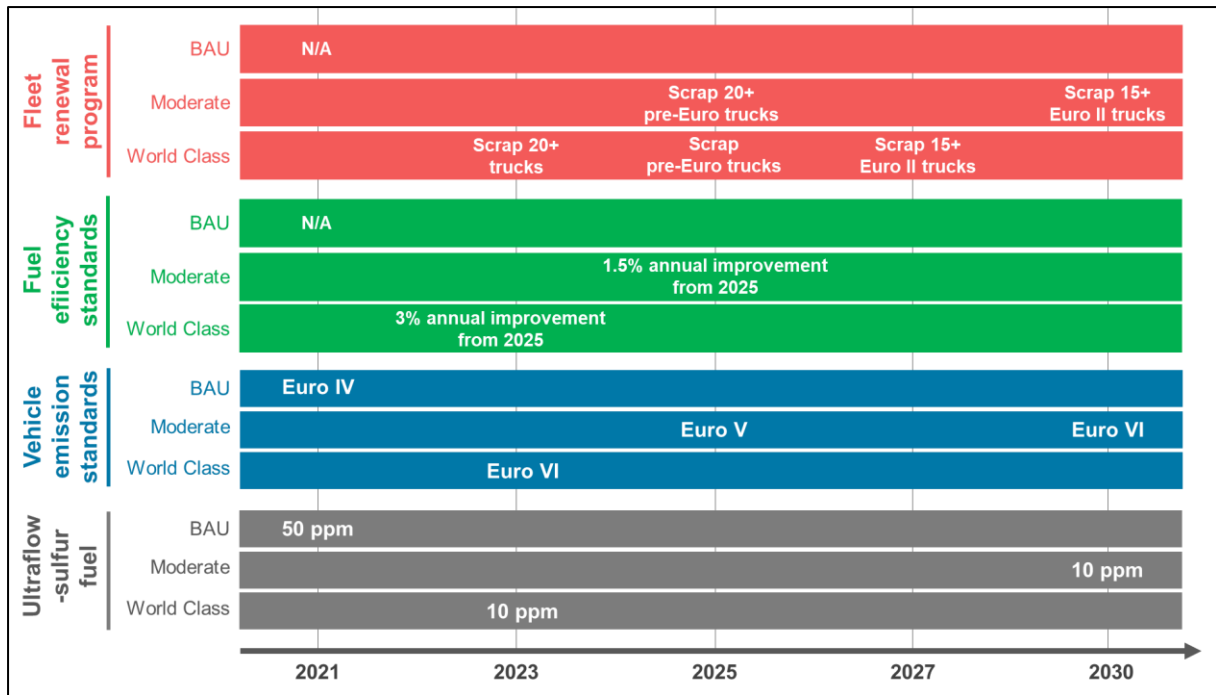 Fleet
renewal
program
BAU
N/A
Moderate
Scrap 20+
pre-Euro trucks
Scrap 15+
Euro II trucks
World Class
Scrap 20+
trucks
Scrap
pre-Euro trucks
Scrap 15+
Euro II trucks
Fuel
efiiciency
standards
BAU
N/A
Moderate
1.5% annual improvement
from 2025
World Class
3% annual improvement
from 2025
Vehicle
emission
standards
BAU
Euro IV
Moderate
Euro V
Euro VI
World Class
Euro VI
Ultraflow
-sulfur
fuel
BAU
50 ppm
Moderate
10 ppm
World Class
10 ppm
2021
2023
2025
2027
2030